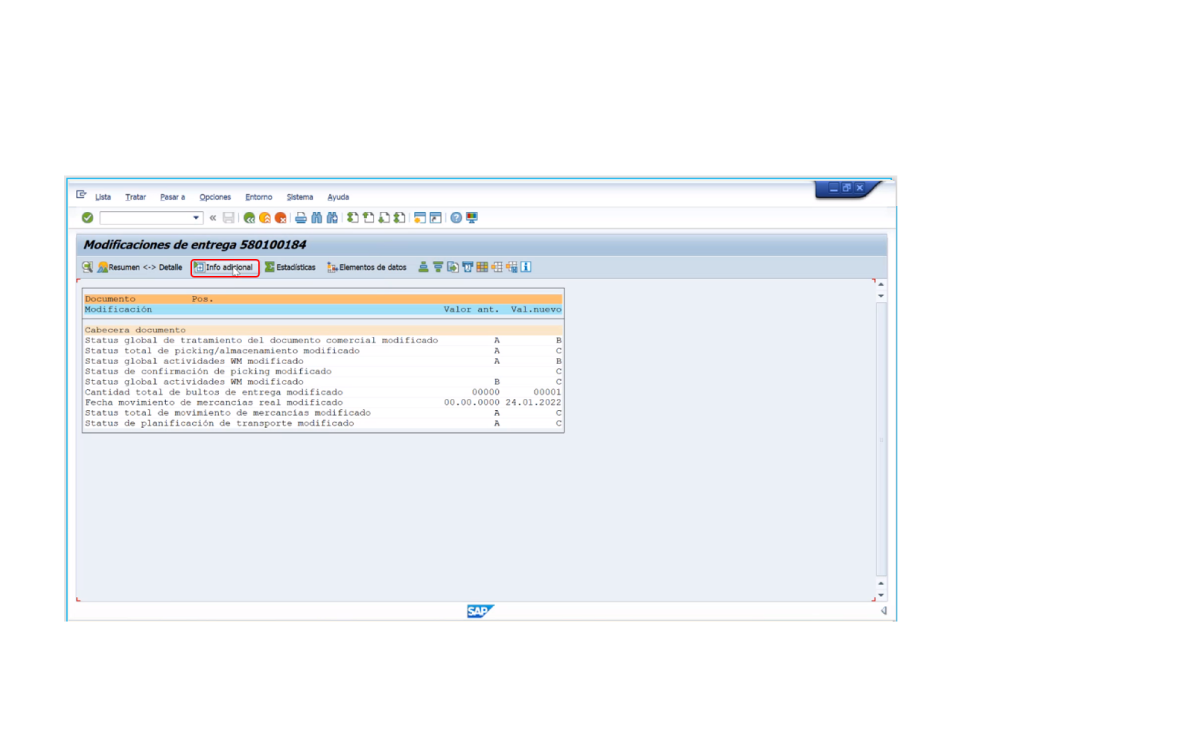 Lista Tratar Pasar a Opciones Entorno Sistema Ayuda
Modificaciones de entrega 580100184
Resumen <-> Detalle Info adicional Estadísticas Elementos de datos
Documento Pos.
Modificación Valor ant. Val.nuevo
Cabecera documento
Status global de tratamiento del documento comercial modificado A B
Status total de picking/almacenamiento modificado A C
Status global actividades WM modificado A B
Status de confirmación de picking modificado C
Status global actividades WM modificado B C
Cantidad total de bultos de entrega modificado 00000 00001
Fecha movimiento de mercancías real modificado 00.00.0000 24.01.2022
Status total de movimiento de mercancías modificado A C
Status de planificación de transporte modificado A C
SAP